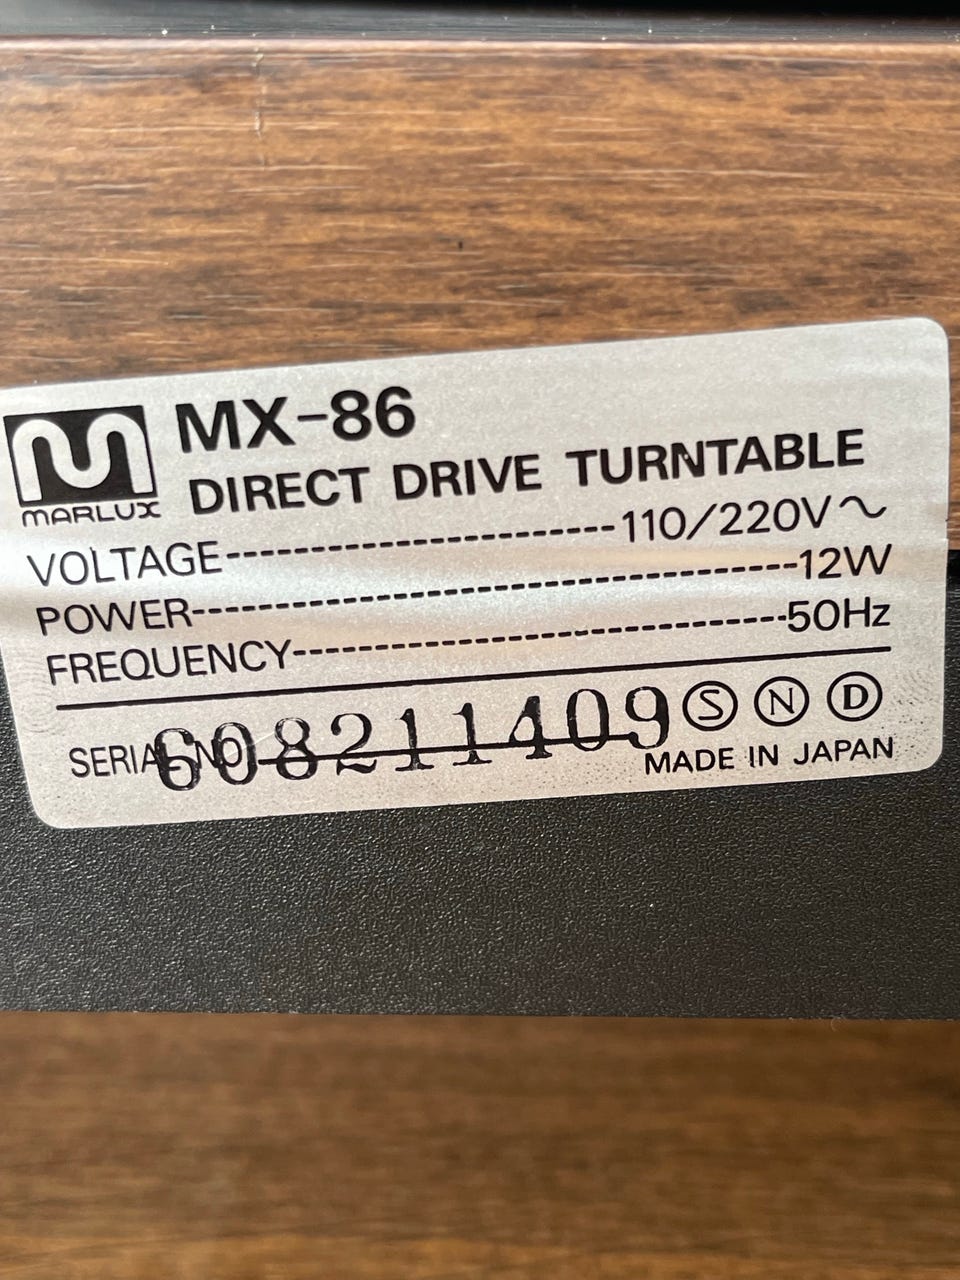 MX-86
MARLUX
DIRECT DRIVE TURNTABLE
VOLTAGE----------------------110/220V~
POWER--------------------------------12W
FREQUENCY--------------------------50Hz
SERIAL NO 608211409 S N D
MADE IN JAPAN